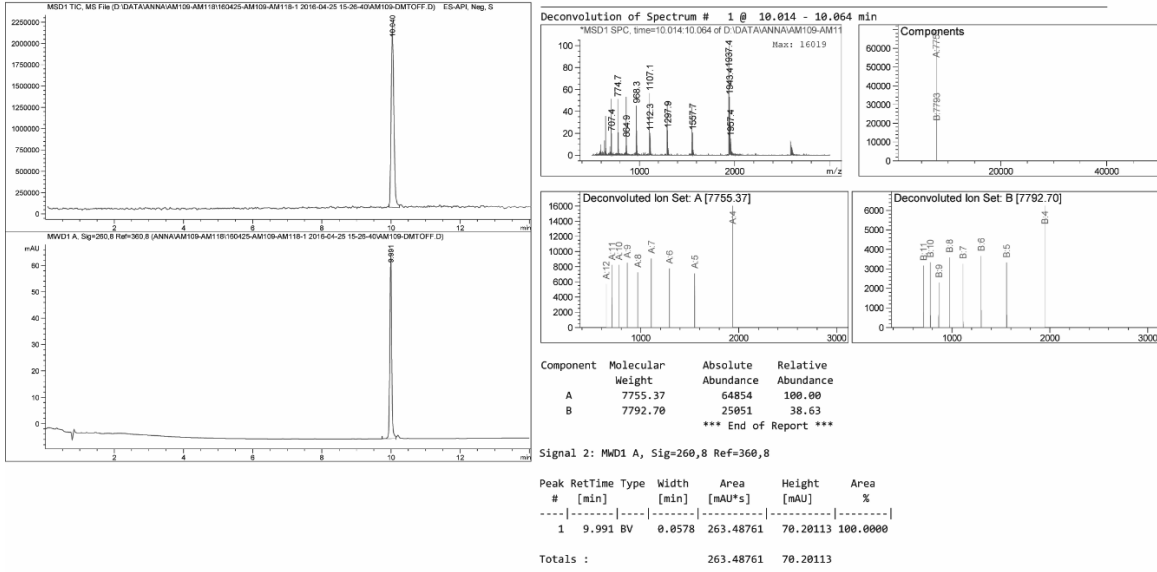 MSD1 TIC, MS File (D:\DATA\ANNA\AM109-AM118\160425-AM109-AM118-1 2016-04-25 15-26-40\AM109-DMTOFF.D) ES-API, Neg, S
2250000
2000000
1750000
1500000
1250000
1000000
750000
500000
250000
0
10.040
2 4 6 8 10 12 min
MWD1 A, Sig=260,8 Ref=360,8 (ANNA\AM109-AM118\160425-AM109-AM118-1 2016-04-25 15-26-40\AM109-DMTOFF.D)
mAU
60
50
40
30
20
10
0
9.991
2 4 6 8 10 12 min
Deconvolution of Spectrum # 1 @ 10.014 - 10.064 min
*MSD1 SPC, time=10.014:10.064 of D:\DATA\ANNA\AM109-AM11
Max: 16019
100
80
60
40
20
0
707.4
774.7
864.9
968.3
1107.1
1112.3
1297.9
1557.7
1943.4
1937.4
1957.4
1000 2000 m/z
Components
60000
50000
40000
30000
20000
10000
0
A:775
B:7793
20000 40000
Deconvoluted Ion Set: A [7755.37]
16000
14000
12000
10000
8000
6000
4000
2000
0
A:12
A:11
A:10
A:9
A:8
A:7
A:6
A:5
A:4
1000 2000 3000
Deconvoluted Ion Set: B [7792.70]
6000
5000
4000
3000
2000
1000
0
B:11
B:10
B:9
B:8
B:7
B:6
B:5
B:4
1000 2000 3000
Component Molecular Absolute Relative
Weight Abundance Abundance
A 7755.37 64854 100.00
B 7792.70 25051 38.63
*** End of Report ***
Signal 2: MWD1 A, Sig=260,8 Ref=360,8
Peak RetTime Type Width Area Height Area
# [min] [min] [mAU*s] [mAU] %
----|-------|----|-------|----------|----------|--------|
1 9.991 BV 0.0578 263.48761 70.20113 100.0000
Totals : 263.48761 70.20113